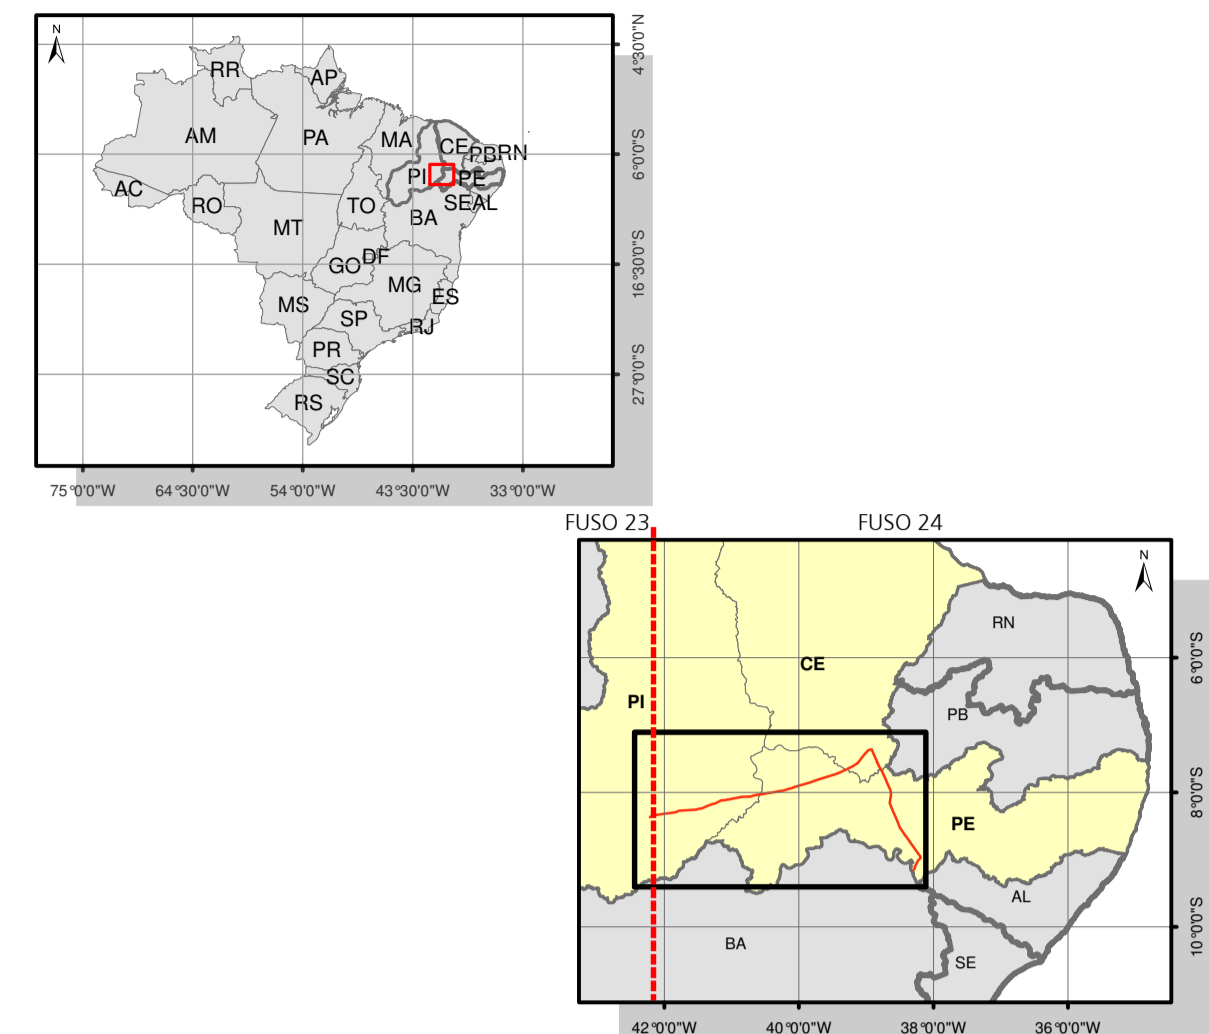 N
4°30'0"N
RR
AP
AM
PA
MA
CE
PB
RN
6°0'0"S
PI
PE
AC
RO
TO
SE
AL
BA
MT
DF
GO
16°30'0"S
MG
ES
MS
SP
RJ
PR
SC
27°0'0"S
RS
75°0'0"W 64°30'0"W 54°0'0"W 43°30'0"W 33°0'0"W
FUSO 23 FUSO 24
N
RN
6°0'0"S
CE
PI
PB
8°0'0"S
PE
AL
10°0'0"S
BA
SE
42°0'0"W 40°0'0"W 38°0'0"W 36°0'0"W